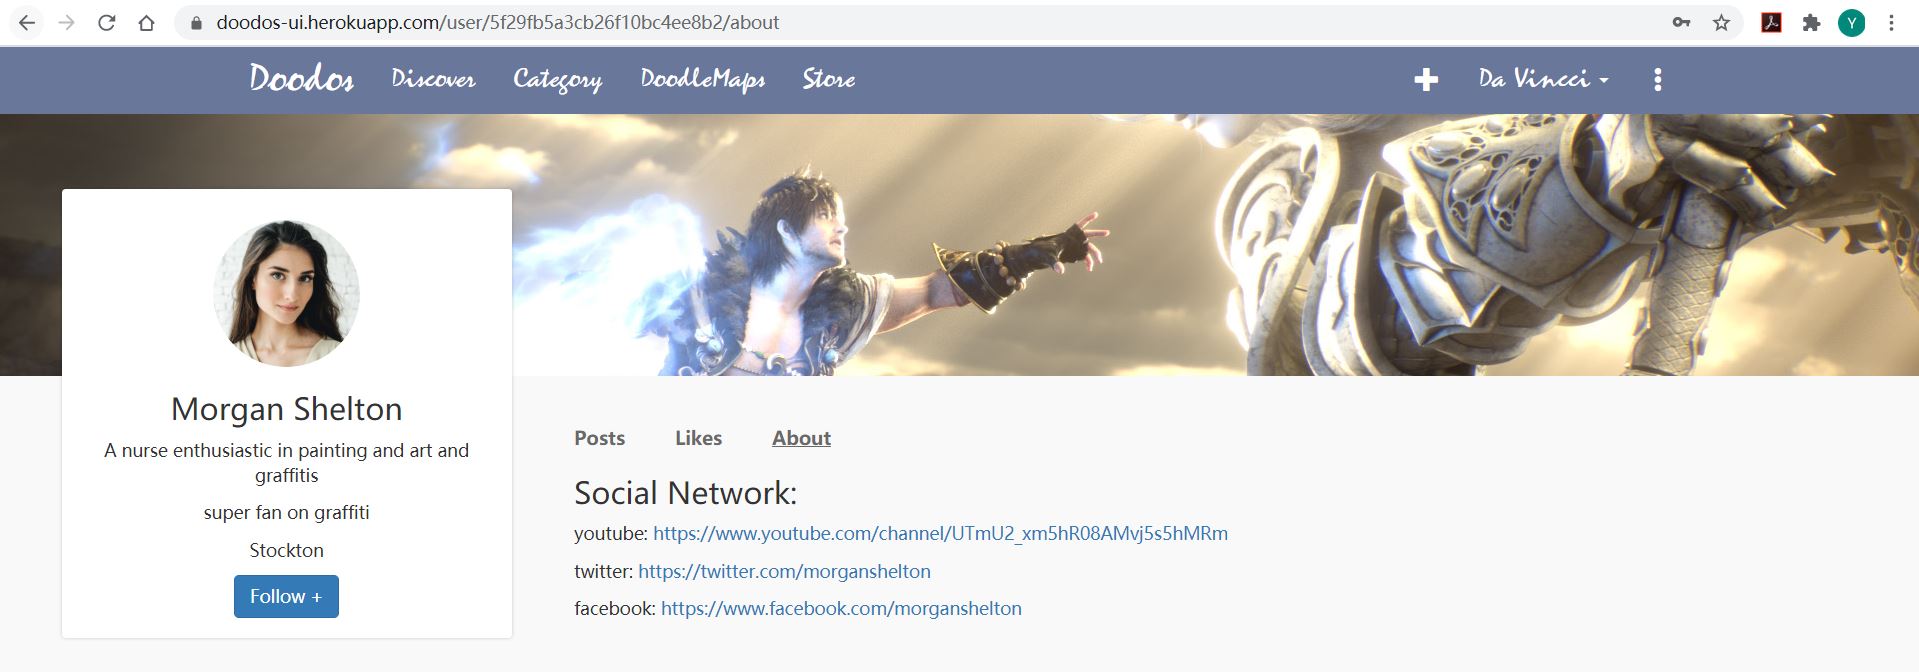 doodos-ui.herokuapp.com/user/5f29fb5a3cb26f10bc4ee8b2/about
Y
Doodos Discover Category DoodleMaps Store Da Vincci
Morgan Shelton
A nurse enthusiastic in painting and art and
graffitis
super fan on graffiti
Stockton
Follow +
Posts Likes About
Social Network:
youtube: https://www.youtube.com/channel/UTmU2_xm5hR08AMvj5s5hMRm
twitter: https://twitter.com/morganshelton
facebook: https://www.facebook.com/morganshelton